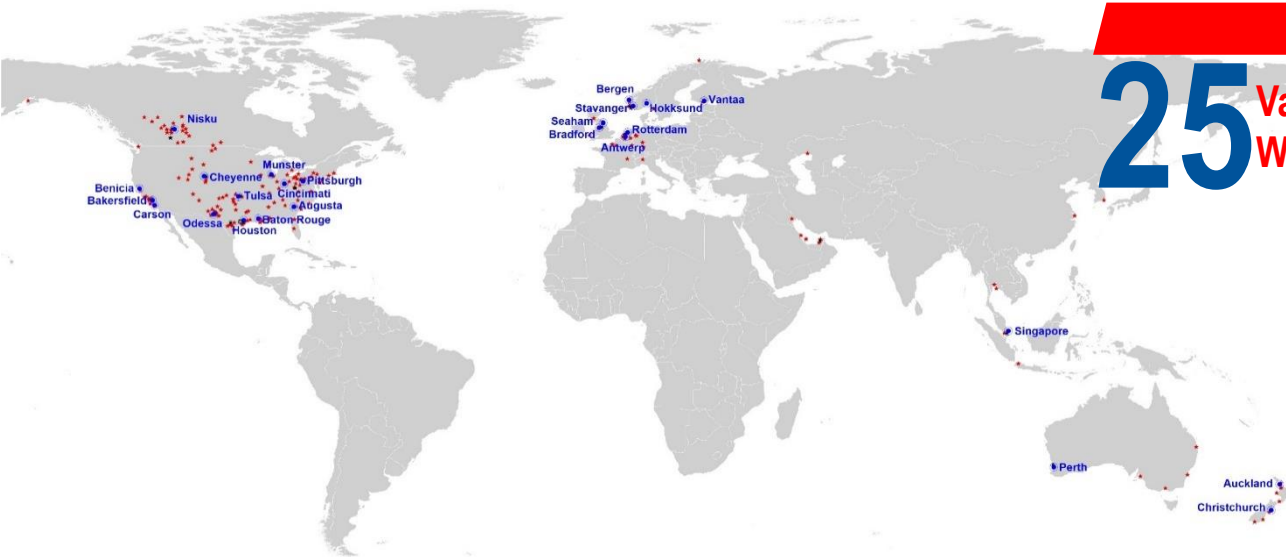 25
Va
W
Bergen
Stavanger
Hokksund
Vantaa
Seaham
Bradford
Rotterdam
Antwerp
Nisku
Munster
Cheyenne
Pittsburgh
Benicia
Bakersfield
Tulsa
Cincinnati
Carson
Augusta
Odessa
Baton Rouge
Houston
Singapore
Perth
Auckland
Christchurch